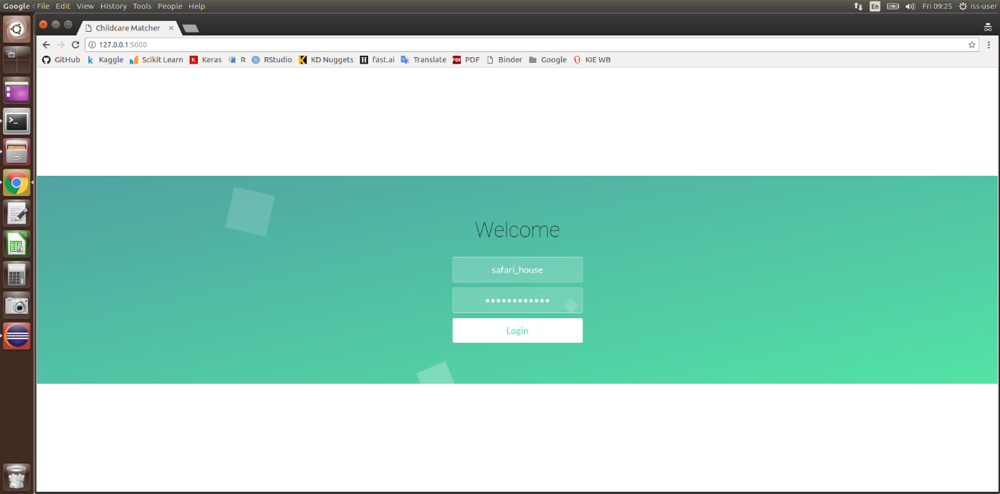 Google File Edit View History Tools People Help En Fri 09:25 iss-user
Childcare Matcher
127.0.0.1:5000
GitHub k Kaggle Scikit Learn K Keras R R R RStudio KD Nuggets H fast.ai Translate PDF PDF Binder Google KIE WB
Welcome
safari_house
••••••••••••
Login